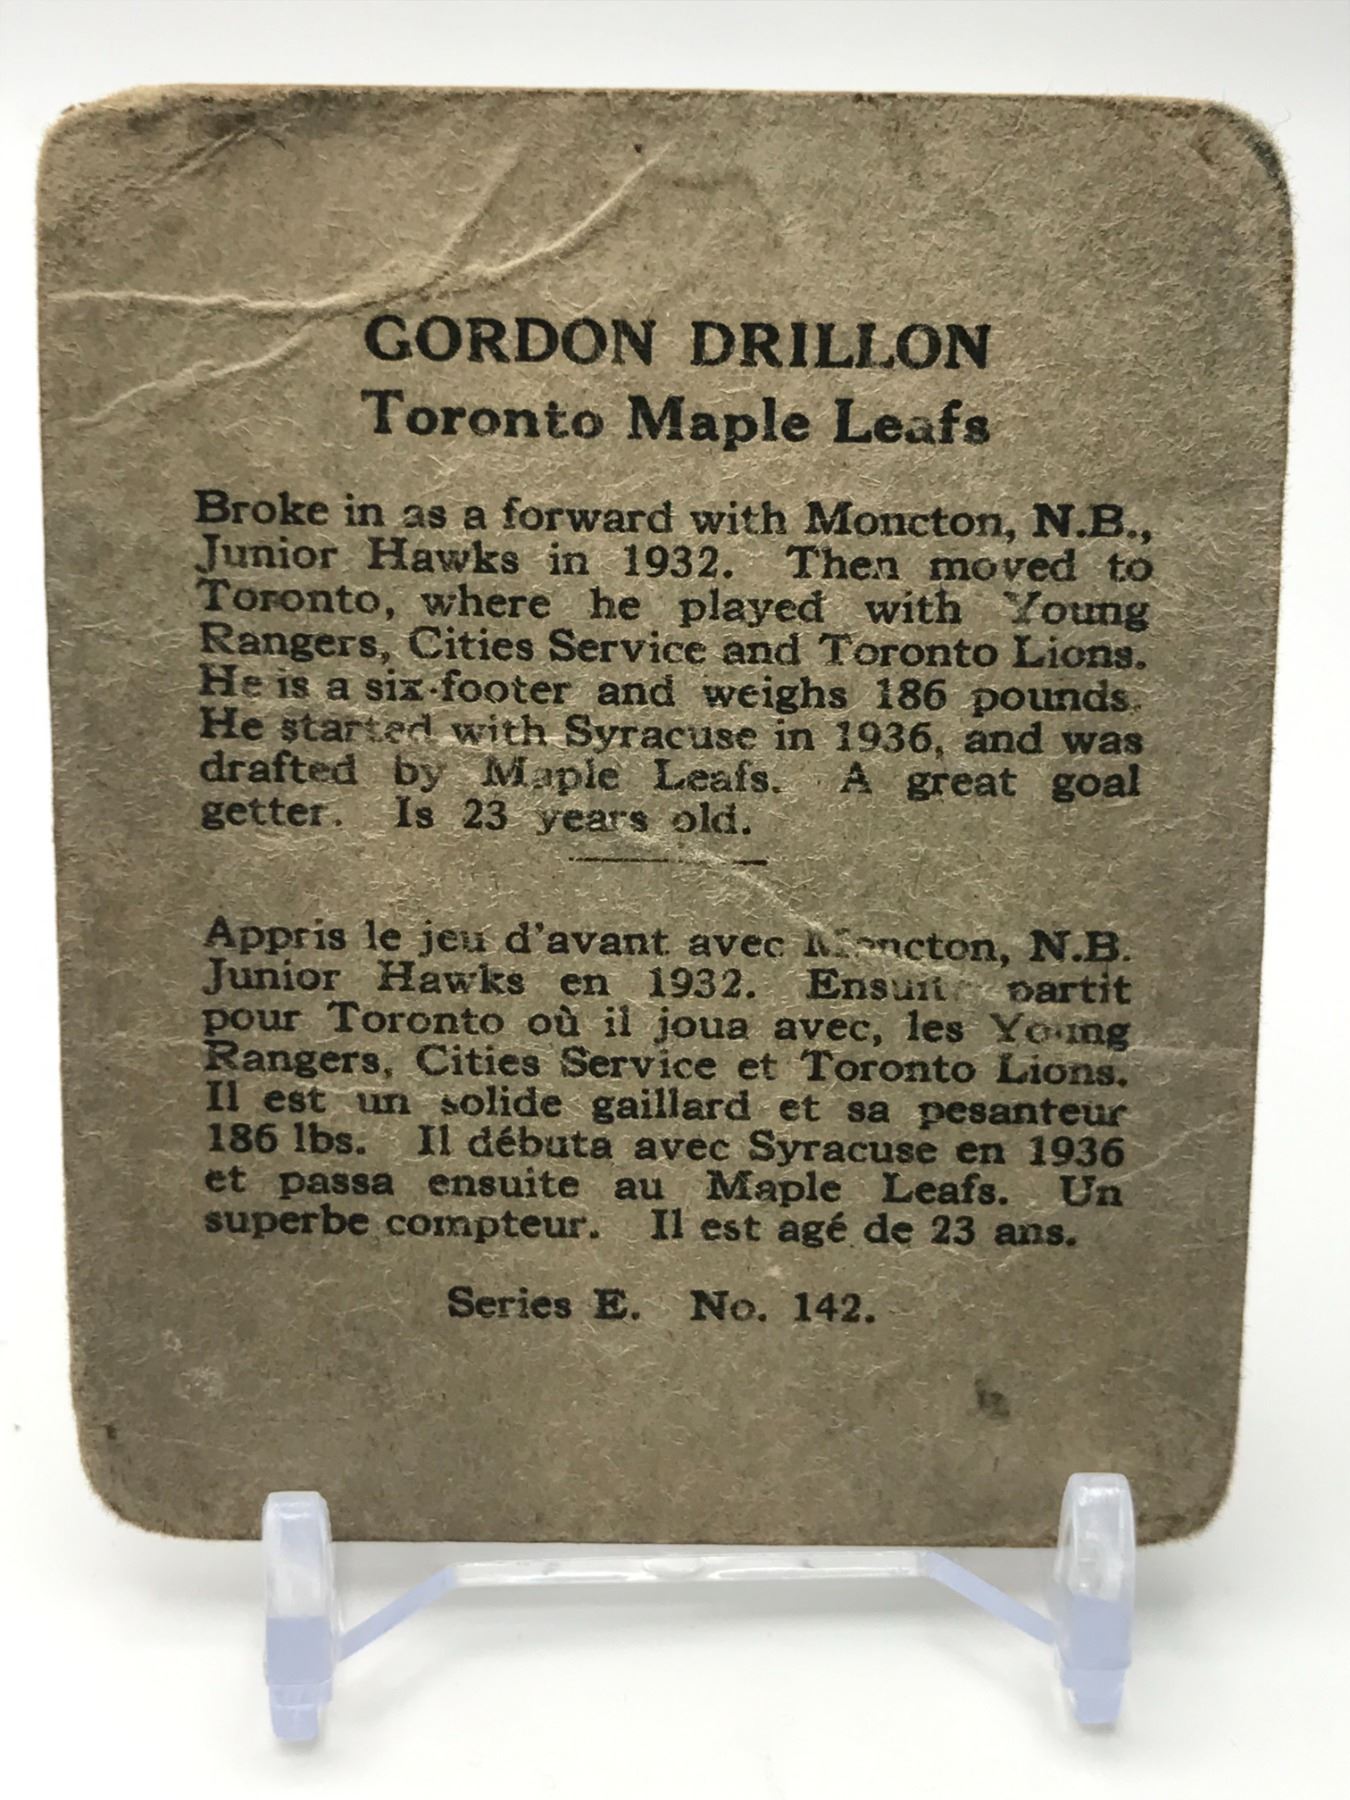 GORDON DRILLON
Toronto Maple Leafs
Broke in as a forward with Moncton, N.B.,
Junior Hawks in 1932. Then moved to
Toronto, where he played with Young
Rangers, Cities Service and Toronto Lions.
He is a six-footer and weighs 186 pounds.
He started with Syracuse in 1936, and was
drafted by Maple Leafs. A great goal
getter. Is 23 years old.
Appris le jeu d'avant avec Moncton, N.B.
Junior Hawks en 1932. Ensuite partit
pour Toronto où il joua avec, les Young
Rangers, Cities Service et Toronto Lions.
Il est un solide gaillard et sa pesanteur
186 lbs. Il débuta avec Syracuse en 1936
et passa ensuite au Maple Leafs. Un
superbe compteur. Il est agé de 23 ans.
Series E. No. 142.